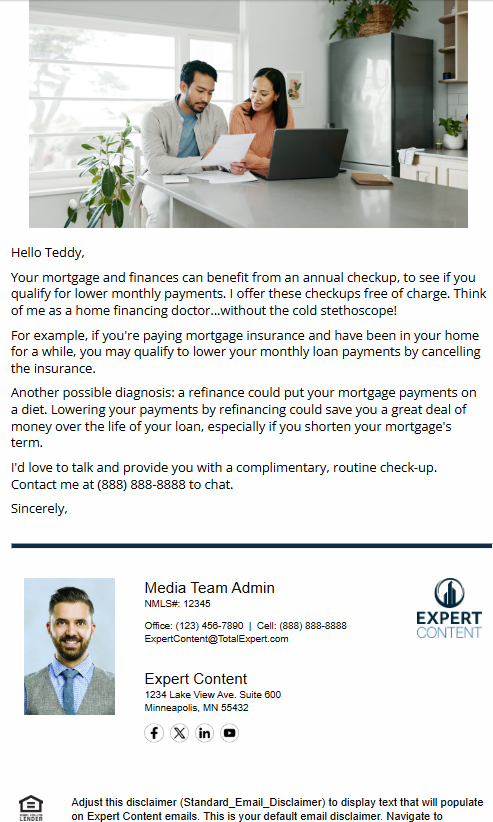 Hello Teddy,
Your mortgage and finances can benefit from an annual checkup, to see if you
qualify for lower monthly payments. I offer these checkups free of charge. Think
of me as a home financing doctor...without the cold stethoscope!
For example, if you're paying mortgage insurance and have been in your home
for a while, you may qualify to lower your monthly loan payments by cancelling
the insurance.
Another possible diagnosis: a refinance could put your mortgage payments on
a diet. Lowering your payments by refinancing could save you a great deal of
money over the life of your loan, especially if you shorten your mortgage's
term.
I'd love to talk and provide you with a complimentary, routine check-up.
Contact me at (888) 888-8888 to chat.
Sincerely,
Media Team Admin
NMLS#: 12345
Office: (123) 456-7890 | Cell: (888) 888-8888
ExpertContent@TotalExpert.com
EXPERT
CONTENT
Expert Content
1234 Lake View Ave. Suite 600
Minneapolis, MN 55432
LENDER
Adjust this disclaimer (Standard_Email_Disclaimer) to display text that will populate
on Expert Content emails. This is your default email disclaimer. Navigate to